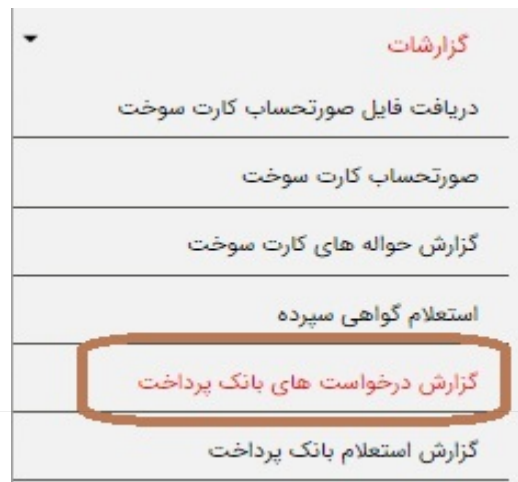 گزارشات
دریافت فایل صورتحساب کارت سوخت
صورتحساب کارت سوخت
گزارش حواله های کارت سوخت
استعلام گواهی سپرده
گزارش درخواست های بانک پرداخت
گزارش استعلام بانک پرداخت